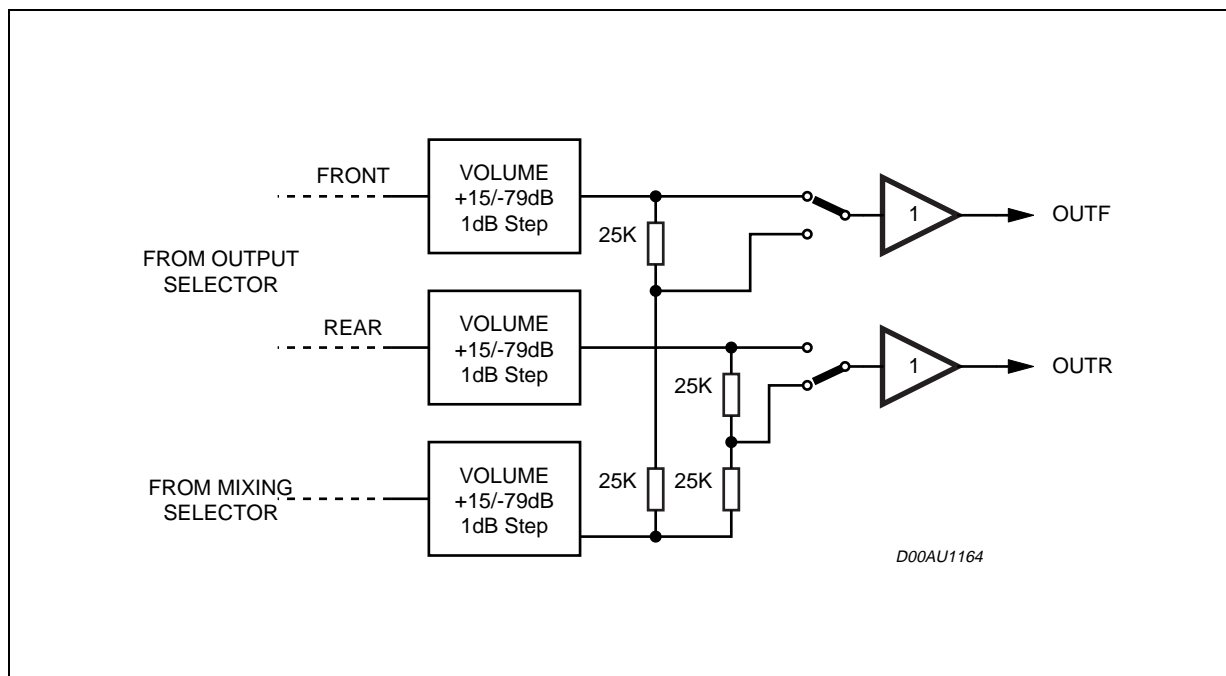 FRONT
VOLUME
+15/-79dB
1dB Step
25K
1
OUTF
FROM OUTPUT
SELECTOR
REAR
VOLUME
+15/-79dB
1dB Step
25K
1
OUTR
FROM MIXING
SELECTOR
VOLUME
+15/-79dB
1dB Step
25K
25K
D00AU1164